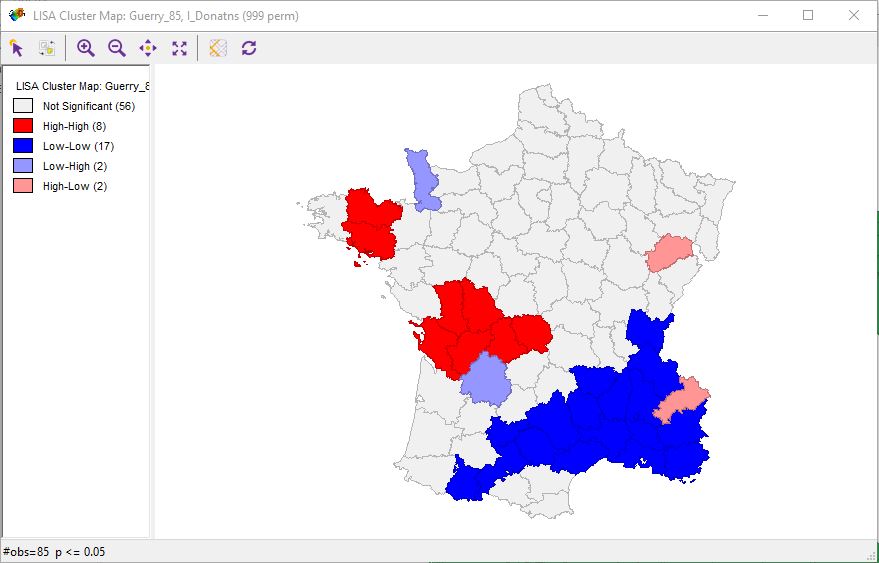 LISA Cluster Map: Guerry_85, I_Donatns (999 perm)
LISA Cluster Map: Guerry_8
Not Significant (56)
High-High (8)
Low-Low (17)
Low-High (2)
High-Low (2)
#obs=85 p <= 0.05